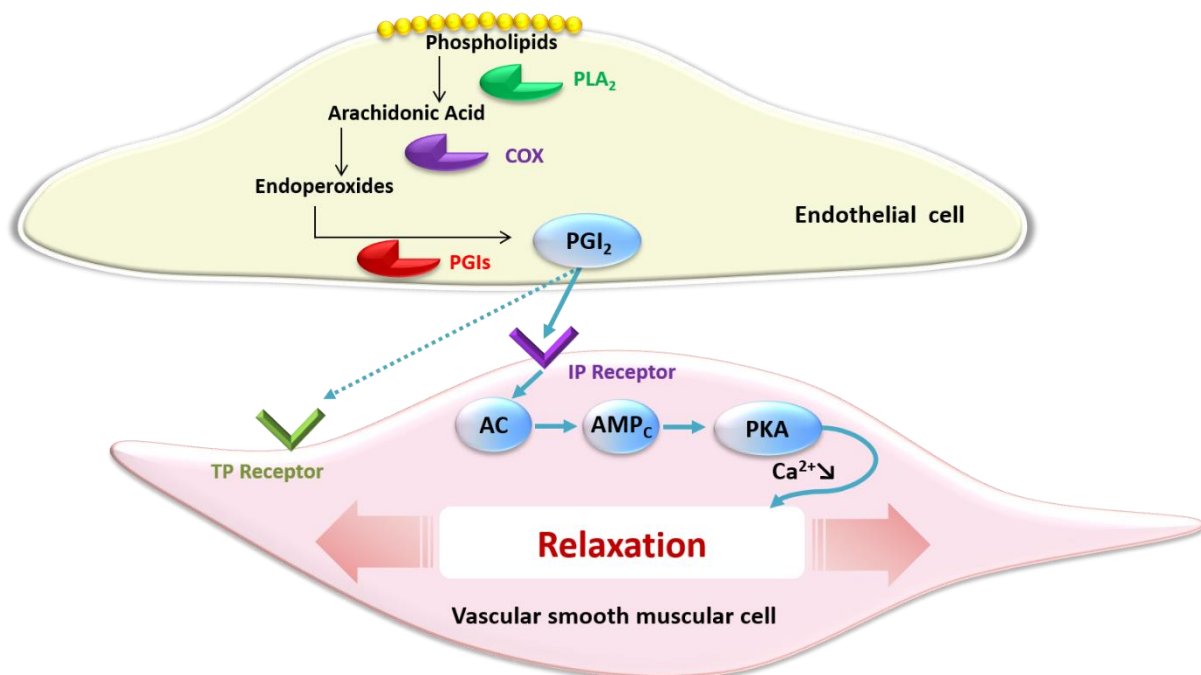 Phospholipids
PLA₂
Arachidonic Acid
COX
Endoperoxides
Endothelial cell
PGI₂
PGIs
IP Receptor
AC
AMP_C
PKA
TP Receptor
Ca²⁺↘
Relaxation
Vascular smooth muscular cell